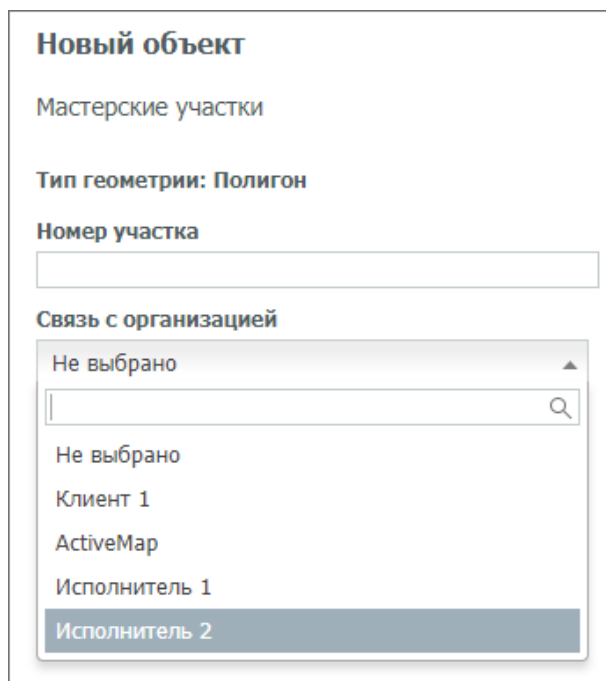 Новый объект
Мастерские участки
Тип геометрии: Полигон
Номер участка
Связь с организацией
Не выбрано
Не выбрано
Клиент 1
ActiveMap
Исполнитель 1
Исполнитель 2